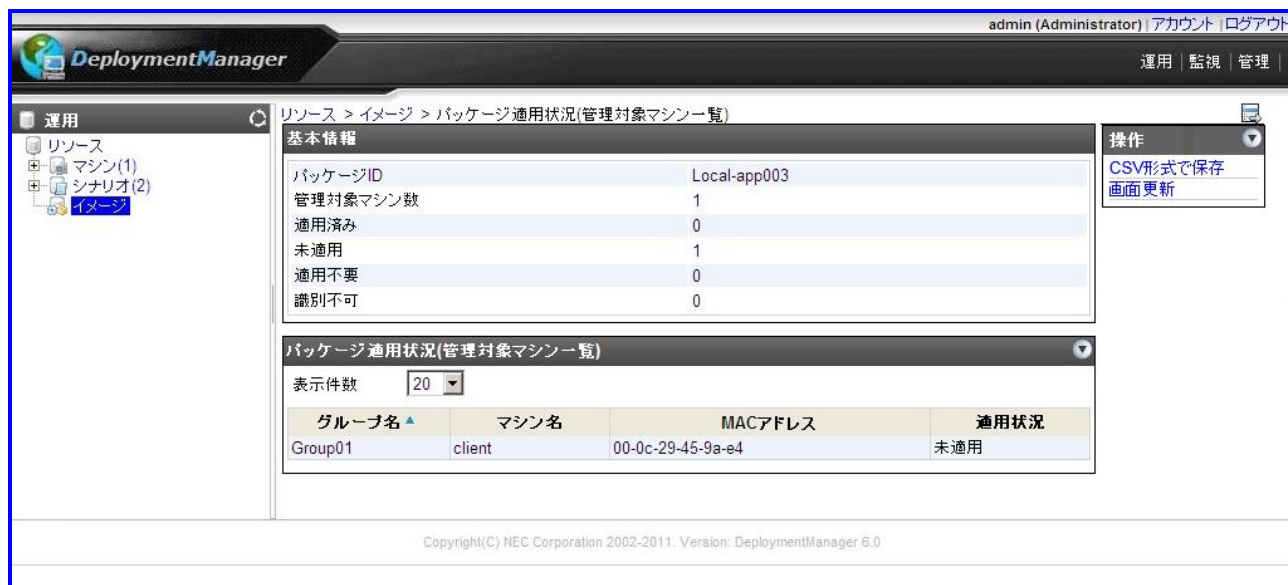 admin (Administrator) | アカウント | ログアウト
DeploymentManager
運用 | 監視 | 管理 |
運用
リソース
マシン(1)
シナリオ(2)
イメージ
リソース > イメージ > パッケージ適用状況(管理対象マシン一覧)
基本情報
パッケージID Local-app003
管理対象マシン数 1
適用済み 0
未適用 1
適用不要 0
識別不可 0
パッケージ適用状況(管理対象マシン一覧)
表示件数 20
グループ名 マシン名 MACアドレス 適用状況
Group01 client 00-0c-29-45-9a-e4 未適用
操作
CSV形式で保存
画面更新
Copyright(C) NEC Corporation 2002-2011. Version: DeploymentManager 6.0